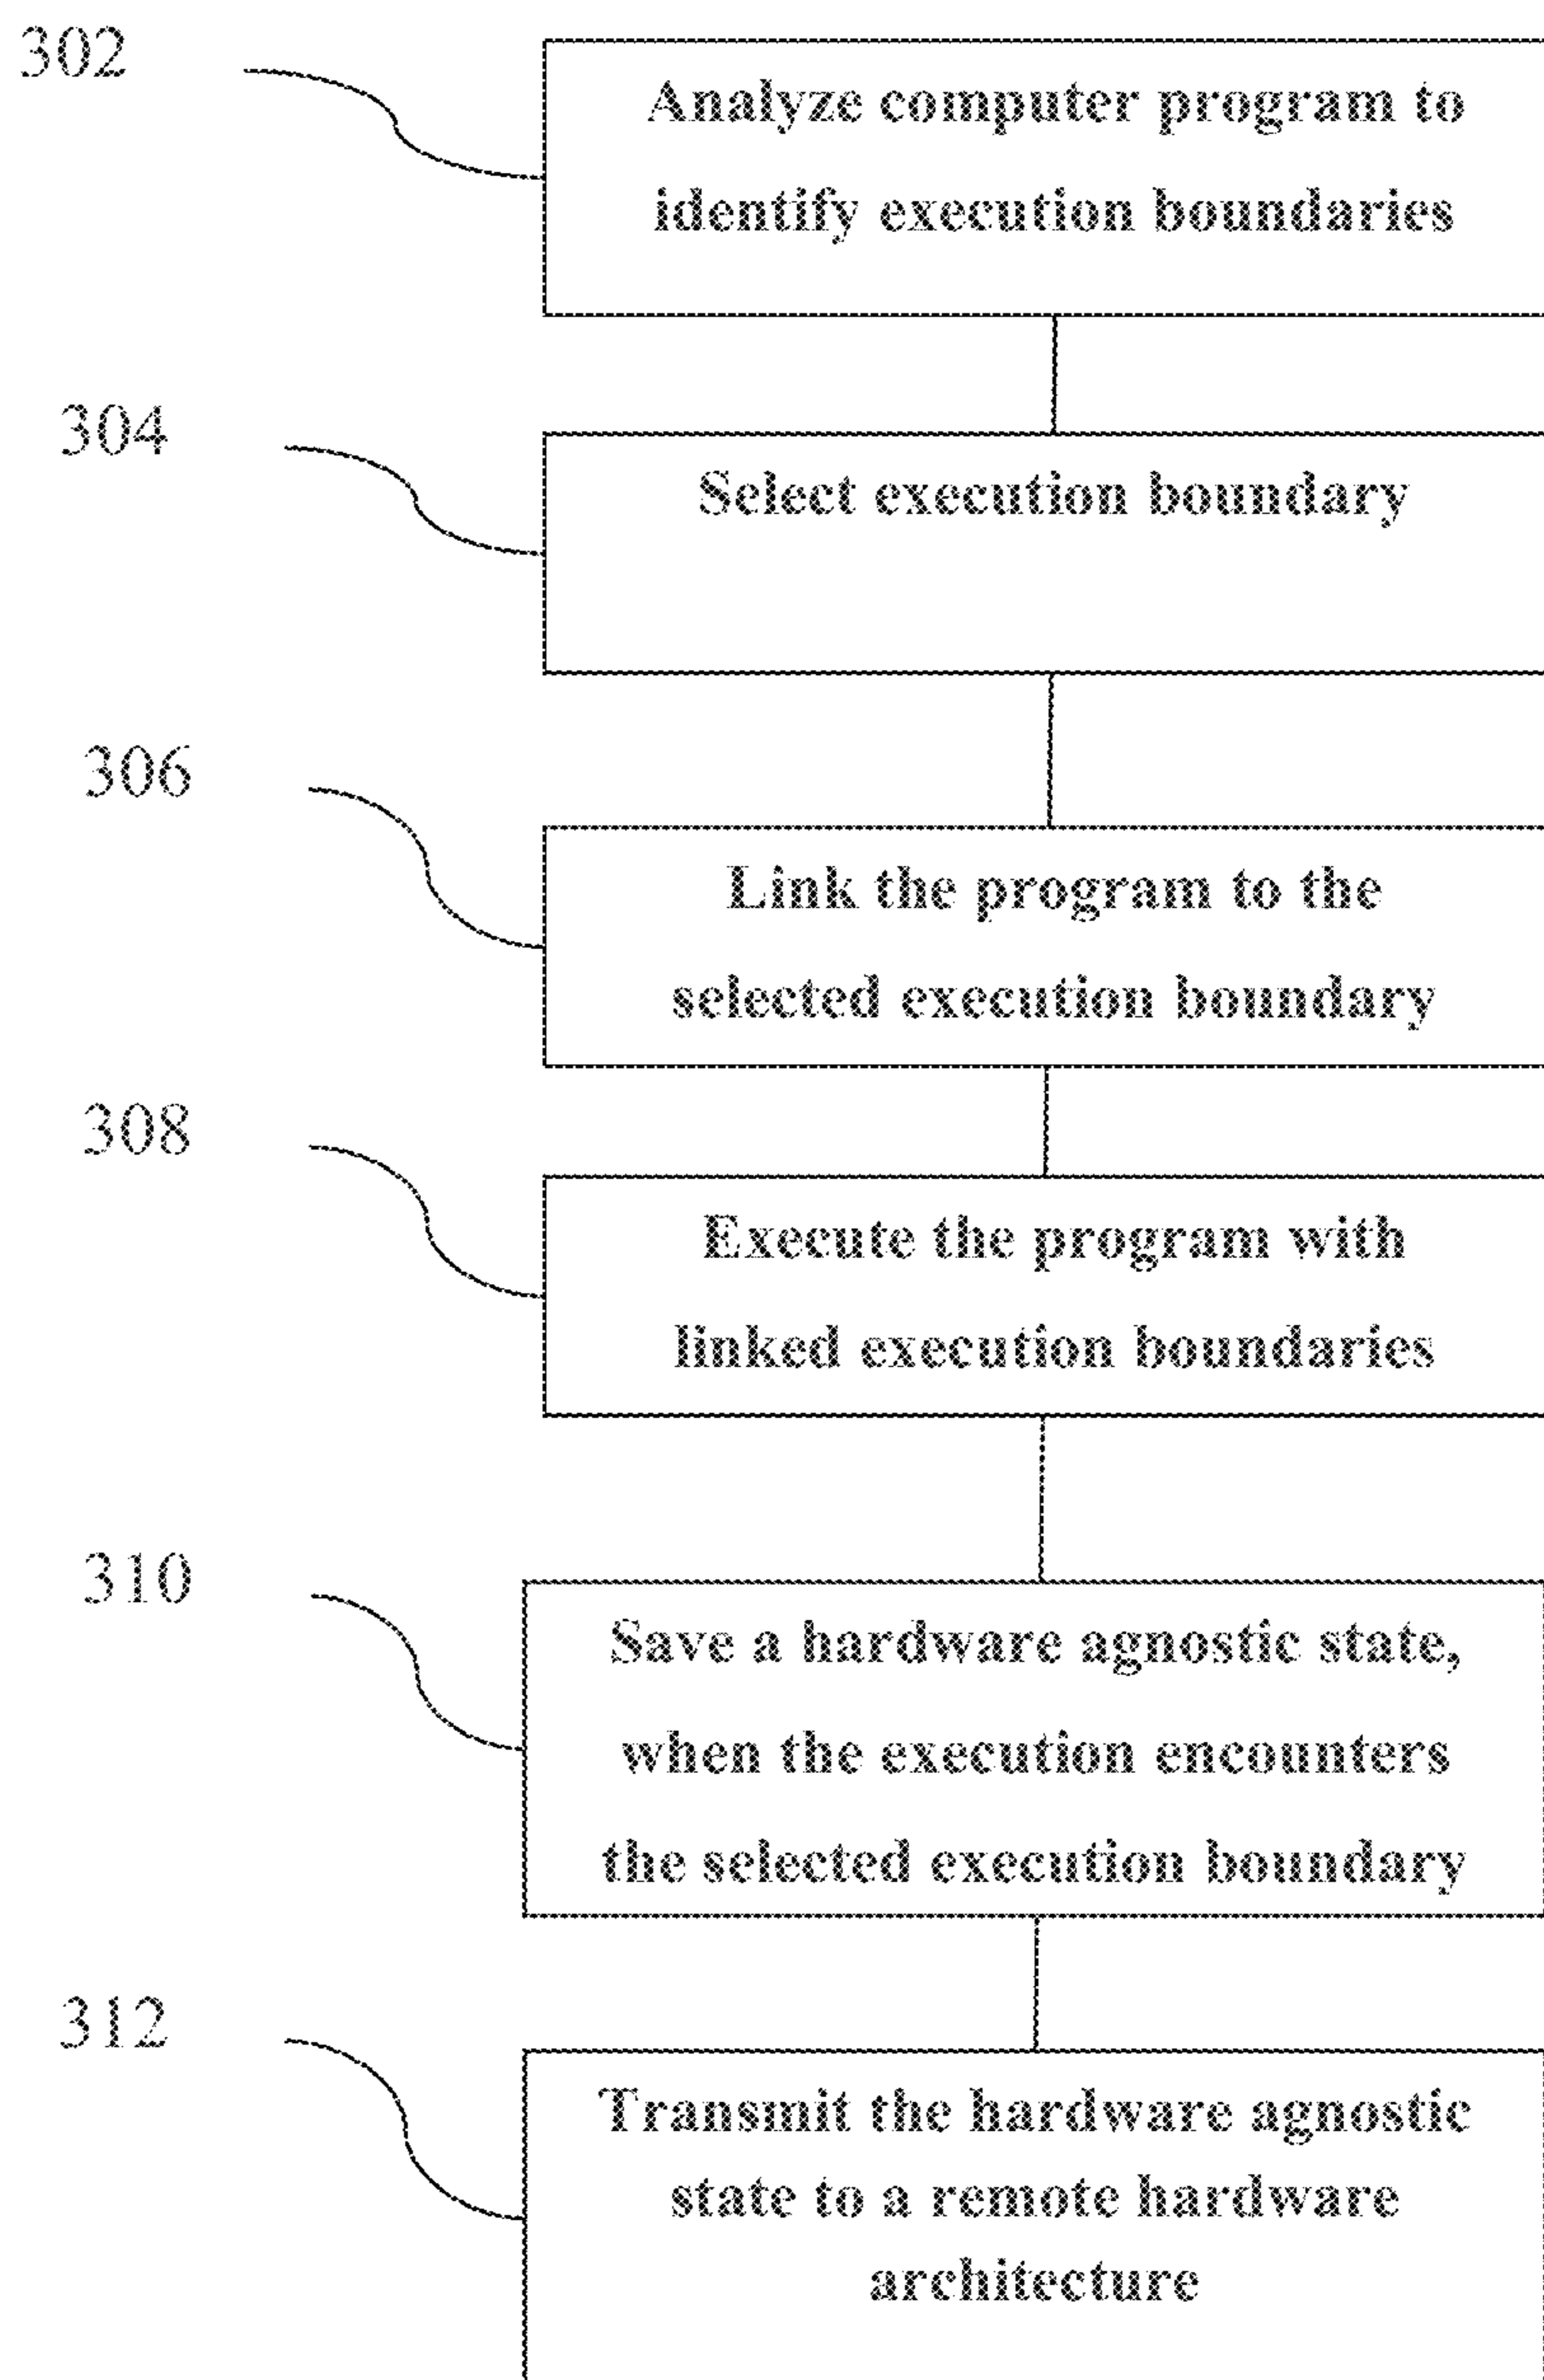 302
Analyze computer program to
identify execution boundaries
304
Select execution boundary
306
Link the program to the
selected execution boundary
308
Execute the program with
linked execution boundaries
310
Save a hardware agnostic state,
when the execution encounters
the selected execution boundary
312
Transmit the hardware agnostic
state to a remote hardware
architecture